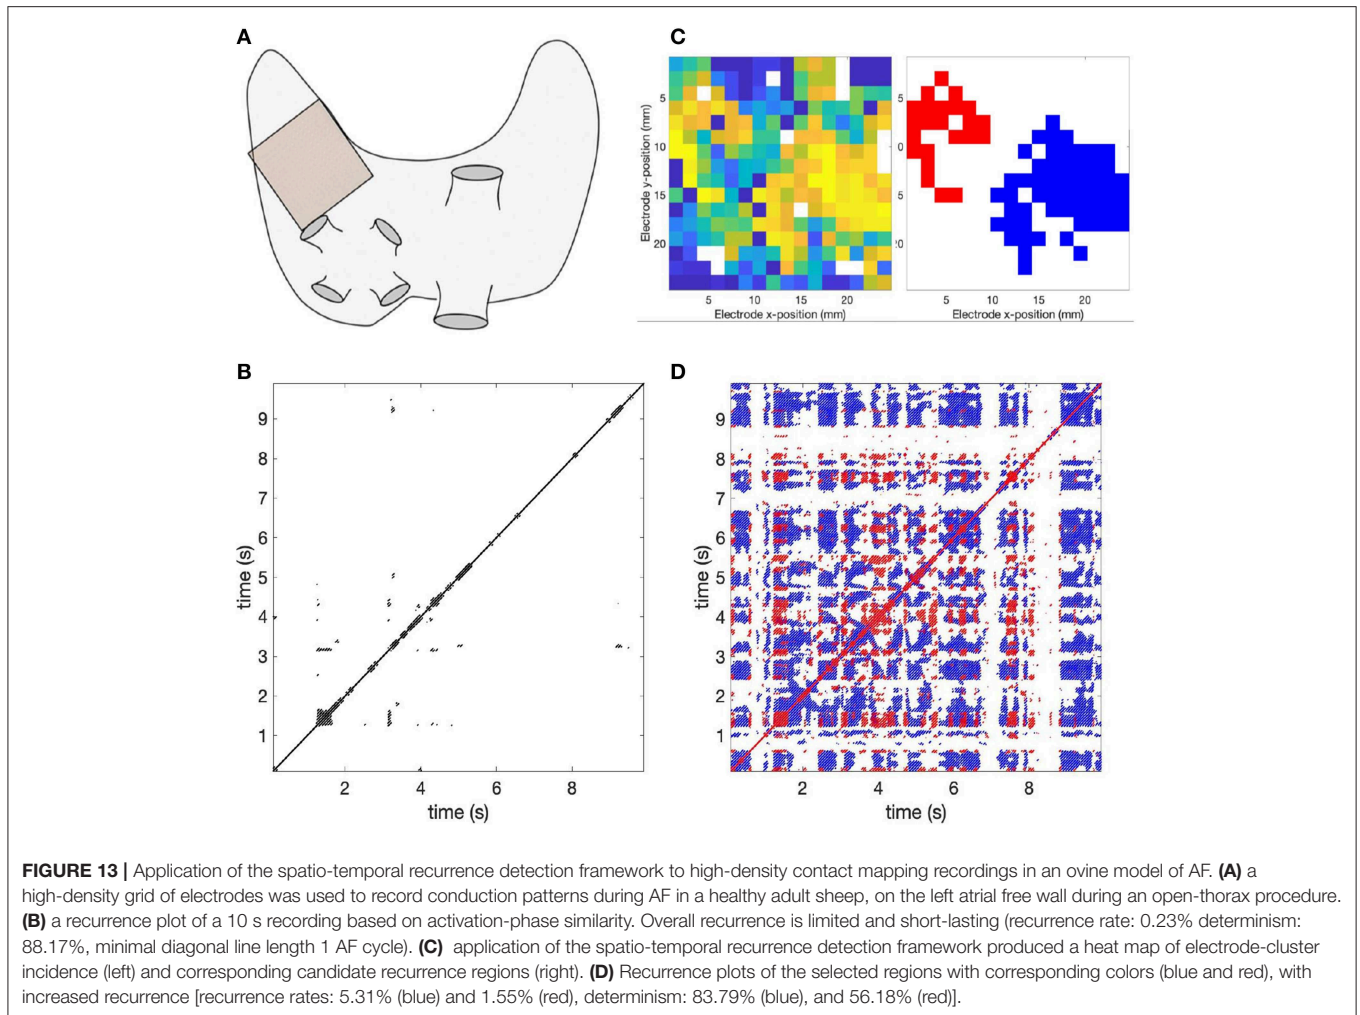 A
C
5
10
15
20
Electrode y-position (mm)
5
10
15
20
Electrode x-position (mm)
20
5
0
5
20
5
10
15
20
Electrode x-position (mm)
B
9
8
7
6
5
4
3
2
1
time (s)
2
4
6
8
time (s)
D
9
8
7
6
5
4
3
2
1
time (s)
2
4
6
8
time (s)
FIGURE 13 | Application of the spatio-temporal recurrence detection framework to high-density contact mapping recordings in an ovine model of AF. (A) a
high-density grid of electrodes was used to record conduction patterns during AF in a healthy adult sheep, on the left atrial free wall during an open-thorax procedure.
(B) a recurrence plot of a 10 s recording based on activation-phase similarity. Overall recurrence is limited and short-lasting (recurrence rate: 0.23% determinism:
88.17%, minimal diagonal line length 1 AF cycle). (C) application of the spatio-temporal recurrence detection framework produced a heat map of electrode-cluster
incidence (left) and corresponding candidate recurrence regions (right). (D) Recurrence plots of the selected regions with corresponding colors (blue and red), with
increased recurrence [recurrence rates: 5.31% (blue) and 1.55% (red), determinism: 83.79% (blue), and 56.18% (red)].